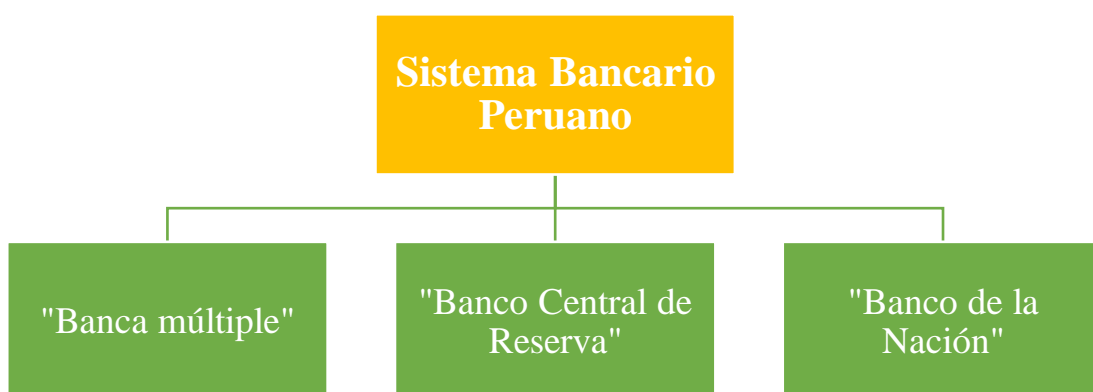 Sistema Bancario
Peruano
"Banca múltiple"
"Banco Central de
Reserva"
"Banco de la
Nación"